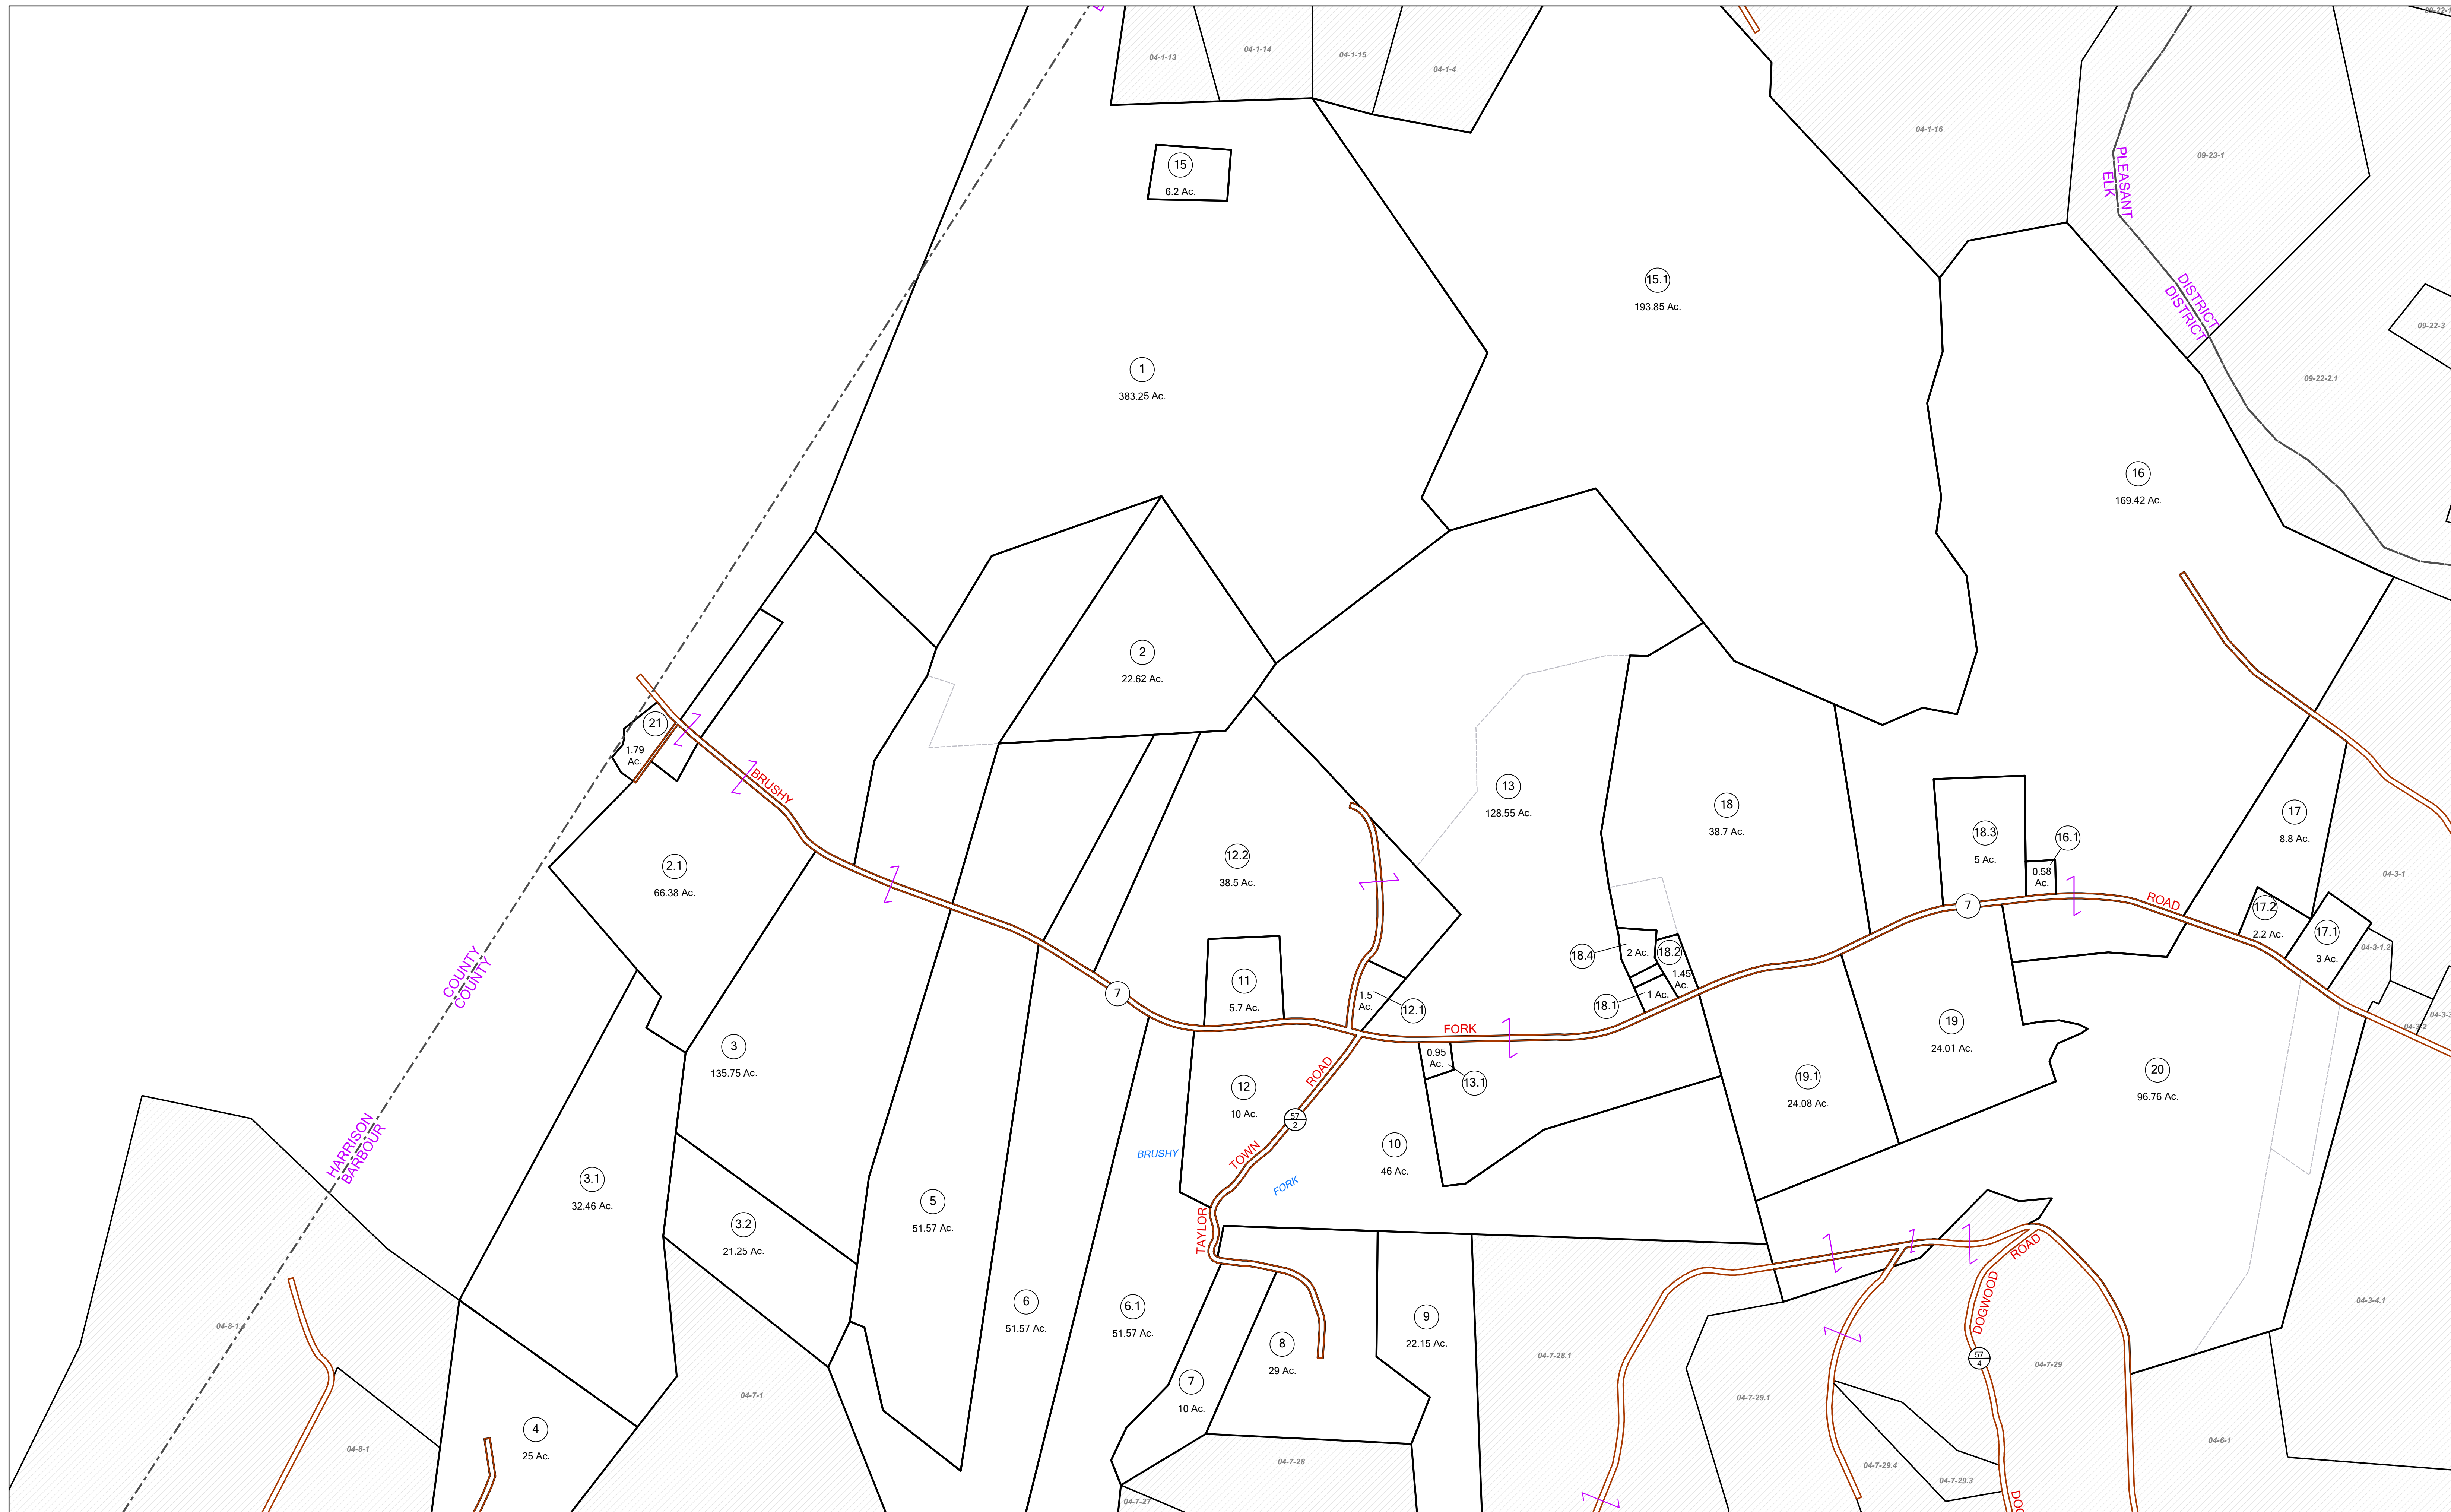 04-1-13
04-1-14
04-1-15
04-1-4
04-1-16
09-23-1
15
6.2 Ac.
PLEASANT
ELK
15.1
193.85 Ac.
DISTRICT
DISTRICT
09-22-3
09-22-2.1
1
383.25 Ac.
16
169.42 Ac.
2
22.62 Ac.
21
1.79
Ac.
BRUSHY
13
128.55 Ac.
18
38.7 Ac.
17
8.8 Ac.
18.3
5 Ac.
16.1
0.58
Ac.
12.2
38.5 Ac.
2.1
66.38 Ac.
04-3-1
7
ROAD
17.2
2.2 Ac.
17.1
3 Ac.
04-3-1.2
18.4
2 Ac.
18.2
1.45
Ac.
18.1
1 Ac.
COUNTY
COUNTY
7
11
5.7 Ac.
1.5
Ac.
12.1
FORK
04-3-2
19
24.01 Ac.
3
135.75 Ac.
0.95
Ac.
13.1
ROAD
12
10 Ac.
19.1
24.08 Ac.
20
96.76 Ac.
57
2
HARRISON
BARBOUR
BRUSHY
TOWN
10
46 Ac.
FORK
3.1
32.46 Ac.
5
51.57 Ac.
3.2
21.25 Ac.
TAYLOR
ROAD
6
51.57 Ac.
6.1
51.57 Ac.
DOGWOOD
9
22.15 Ac.
04-3-4.1
8
29 Ac.
04-7-28.1
57
4
04-7-29
7
10 Ac.
04-7-1
04-7-29.1
4
25 Ac.
04-8-1
04-6-1
04-7-28
04-7-29.4
04-7-29.3
04-7-27